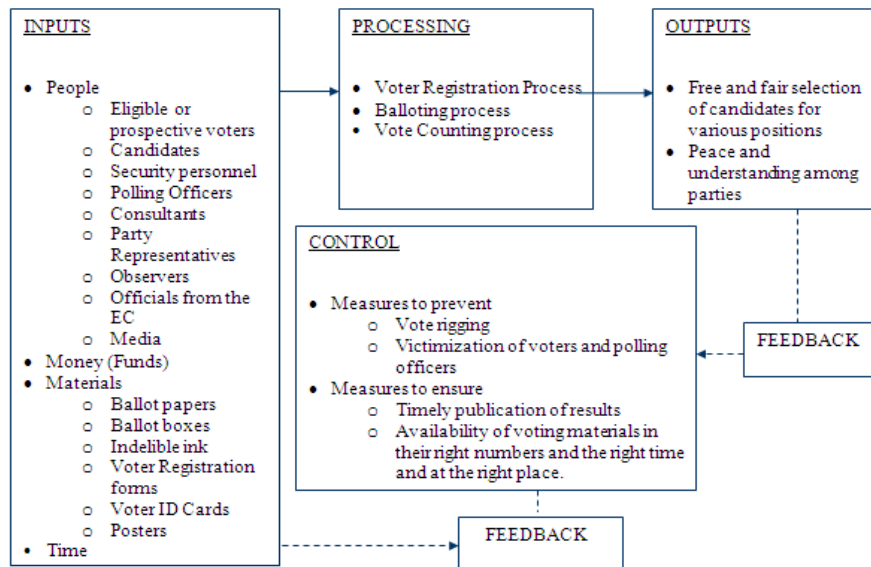 INPUTS
• People
o Eligible or
prospective voters
o Candidates
o Security personnel
o Polling Officers
o Consultants
o Party
Representatives
o Observers
o Officials from the
EC
o Media
• Money (Funds)
• Materials
o Ballot papers
o Ballot boxes
o Indelible ink
o Voter Registration
forms
o Voter ID Cards
o Posters
• Time
PROCESSING
• Voter Registration Process
• Balloting process
• Vote Counting process
OUTPUTS
• Free and fair selection
of candidates for
various positions
• Peace and
understanding among
parties
CONTROL
• Measures to prevent
o Vote rigging
o Victimization of voters and polling
officers
• Measures to ensure
o Timely publication of results
o Availability of voting materials in
their right numbers and the right time
and at the right place.
FEEDBACK
FEEDBACK